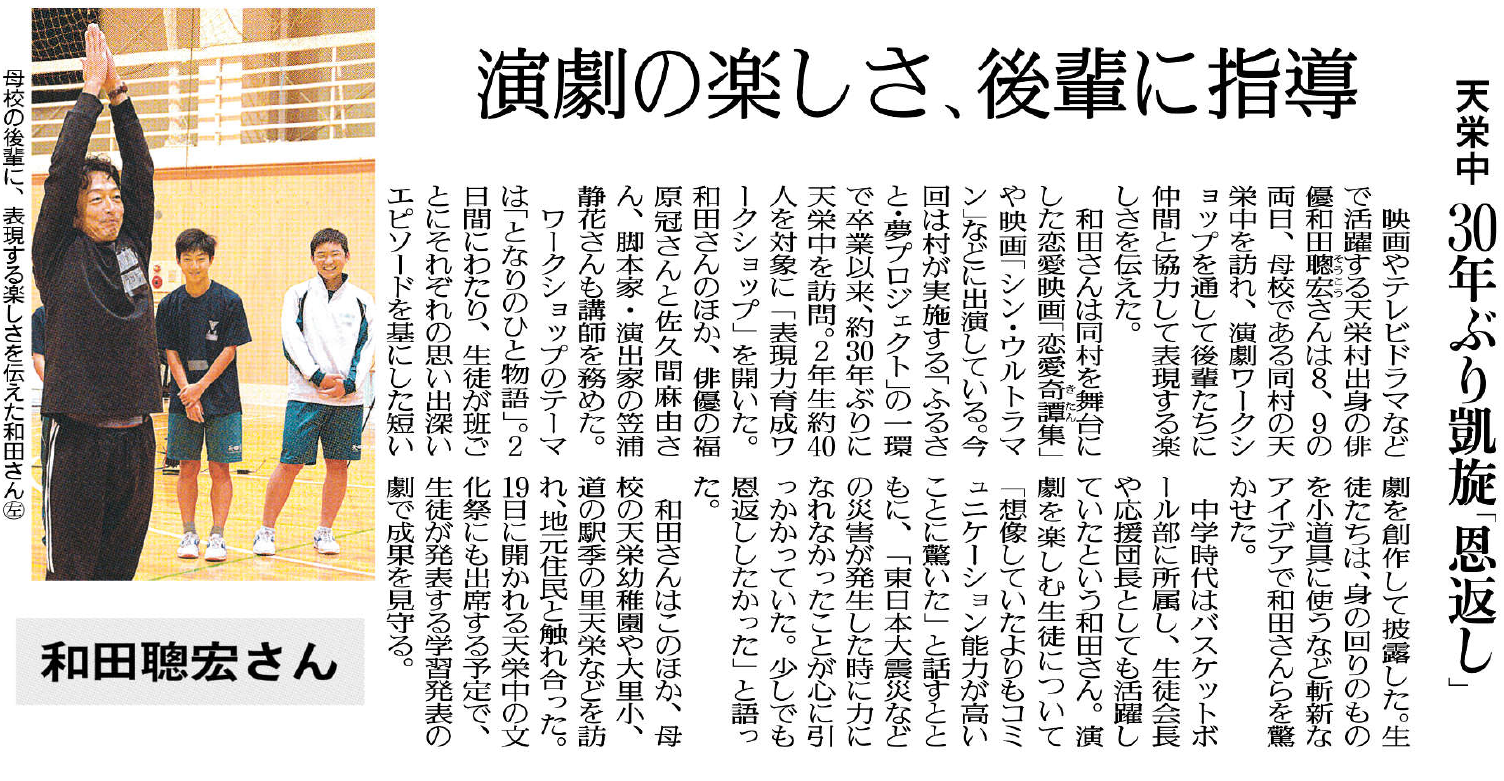 演劇の楽しさ、後輩に指導
天栄中 30年ぶり凱旋「恩返し」
映画やテレビドラマなど
で活躍する天栄村出身の俳
優和田聰宏そうこうさんは8、9の
両日、母校である同村の天
栄中を訪れ、演劇ワークシ
ョップを通して後輩たちに
仲間と協力して表現する楽
しさを伝えた。
和田さんは同村を舞台に
した恋愛映画「恋愛奇譚きたん集」
や映画「シン・ウルトラマ
ン」などに出演している。今
回は村が実施する「ふるさ
と・夢プロジェクト」の一環
で卒業以来、約30年ぶりに
天栄中を訪問。2年生約40
人を対象に「表現力育成ワ
ークショップ」を開いた。
和田さんのほか、俳優の福
原冠さんと佐久間麻由さ
ん、脚本家・演出家の笠浦
静花さんも講師を務めた。
ワークショップのテーマ
は「となりのひと物語」。2
日間にわたり、生徒が班ご
とにそれぞれの思い出深い
エピソードを基にした短い
劇を創作して披露した。生
徒たちは、身の回りのもの
を小道具に使うなど斬新な
アイデアで和田さんらを驚
かせた。
中学時代はバスケットボ
ール部に所属し、生徒会長
や応援団長としても活躍し
ていたという和田さん。演
劇を楽しむ生徒について
「想像していたよりもコミ
ュニケーション能力が高い
ことに驚いた」と話すとと
もに、「東日本大震災など
の災害が発生した時に力に
なれなかったことが心に引
っかかっていた。少しでも
恩返ししたかった」と語っ
た。
和田さんはこのほか、母
校の天栄幼稚園や大里小、
道の駅季の里天栄などを訪
れ、地元住民と触れ合った。
19日に開かれる天栄中の文
化祭にも出席する予定で、
生徒が発表する学習発表の
劇で成果を見守る。
母校の後輩に、表現する楽しさを伝えた和田さん㊧
和田聰宏さん